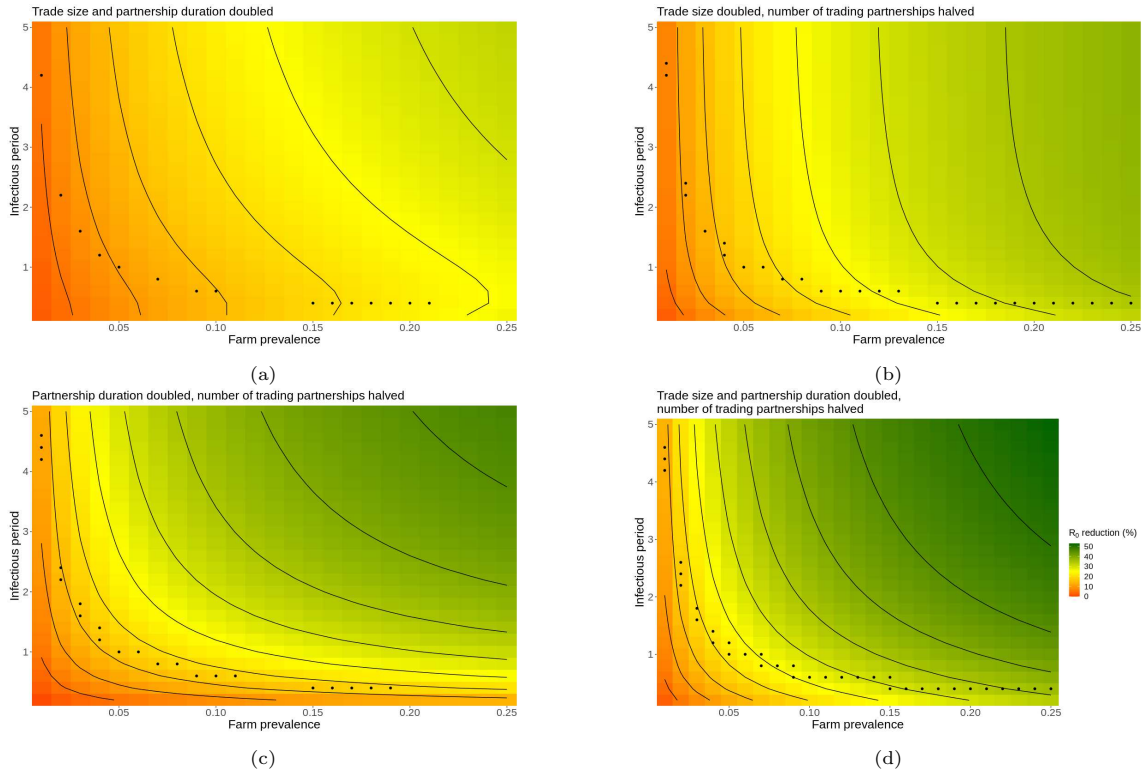 Trade size and partnership duration doubled
5
4
3
2
1
Infectious period
0.05 0.10 0.15 0.20 0.25
Farm prevalence
(a)
Trade size doubled, number of trading partnerships halved
5
4
3
2
1
Infectious period
0.05 0.10 0.15 0.20 0.25
Farm prevalence
(b)
Partnership duration doubled, number of trading partnerships halved
5
4
3
2
1
Infectious period
0.05 0.10 0.15 0.20 0.25
Farm prevalence
(c)
Trade size and partnership duration doubled,
number of trading partnerships halved
5
4
3
2
1
Infectious period
0.05 0.10 0.15 0.20 0.25
Farm prevalence
(d)
R₀ reduction (%)
50
40
30
20
10
0